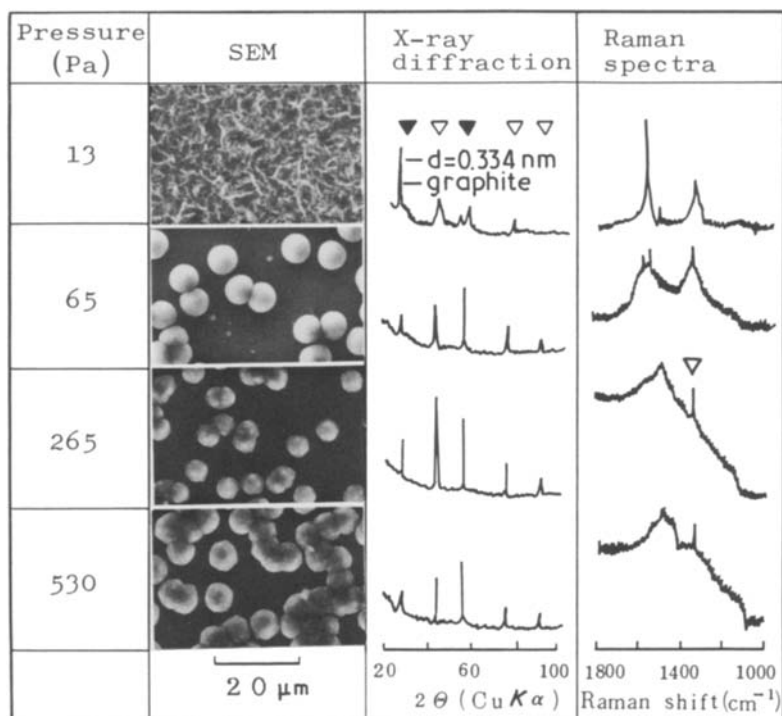 Pressure
(Pa)
SEM
X-ray
diffraction
Raman
spectra
13
d=0.334 nm
graphite
65
265
530
20 μm
20 60 100
2Θ (CuKα)
1800 1400 1000
Raman shift(cm⁻¹)